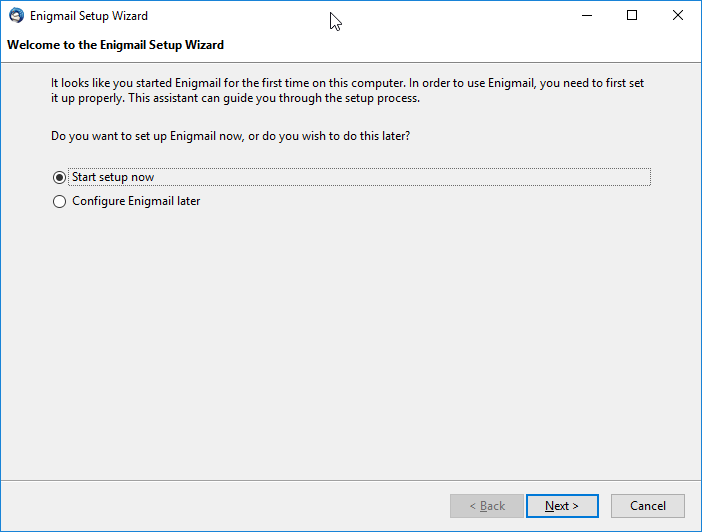 Enigmail Setup Wizard
Welcome to the Enigmail Setup Wizard
It looks like you started Enigmail for the first time on this computer. In order to use Enigmail, you need to first set
it up properly. This assistant can guide you through the setup process.
Do you want to set up Enigmail now, or do you wish to do this later?
Start setup now
Configure Enigmail later
< Back Next > Cancel